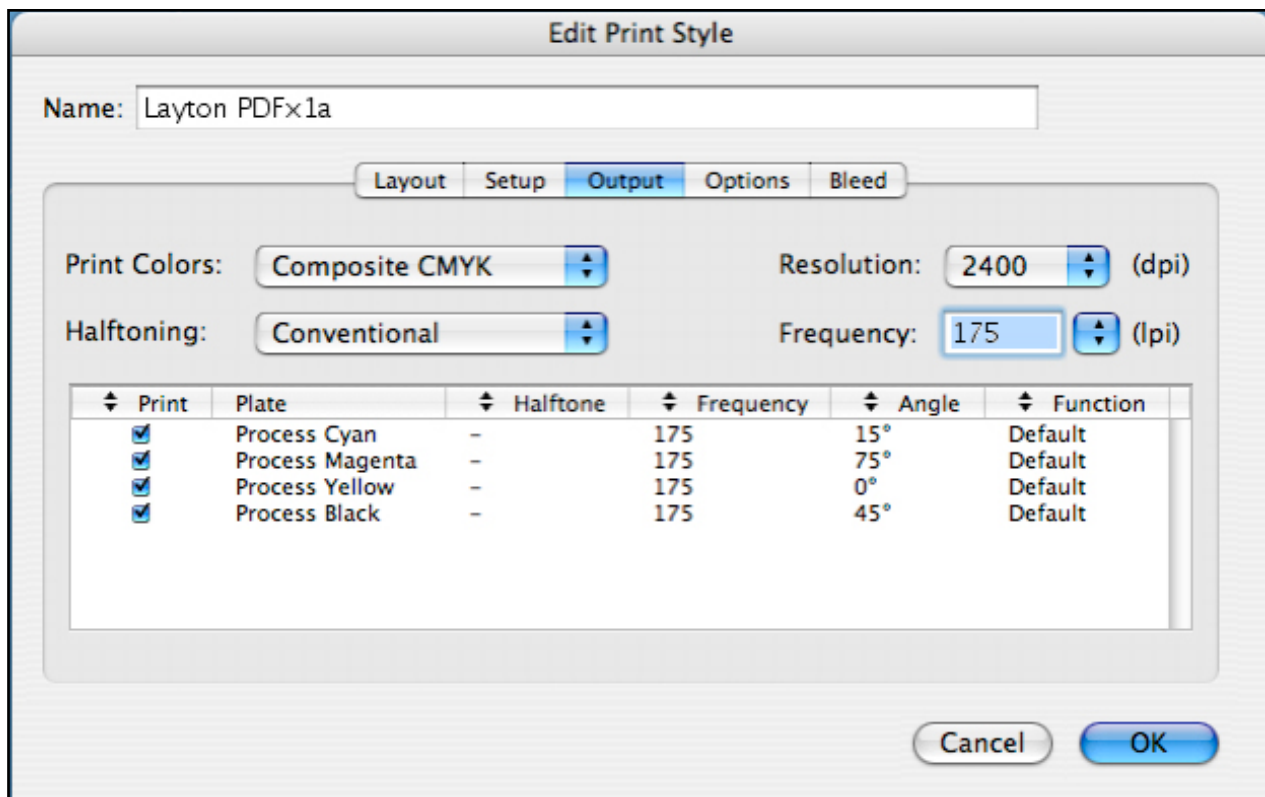 Edit Print Style
Name: Layton PDFx1a
Layout Setup Output Options Bleed
Print Colors: Composite CMYK Resolution: 2400 (dpi)
Halftoning: Conventional Frequency: 175 (lpi)
Print Plate Halftone Frequency Angle Function
Process Cyan – 175 15° Default
Process Magenta – 175 75° Default
Process Yellow – 175 0° Default
Process Black – 175 45° Default
Cancel OK